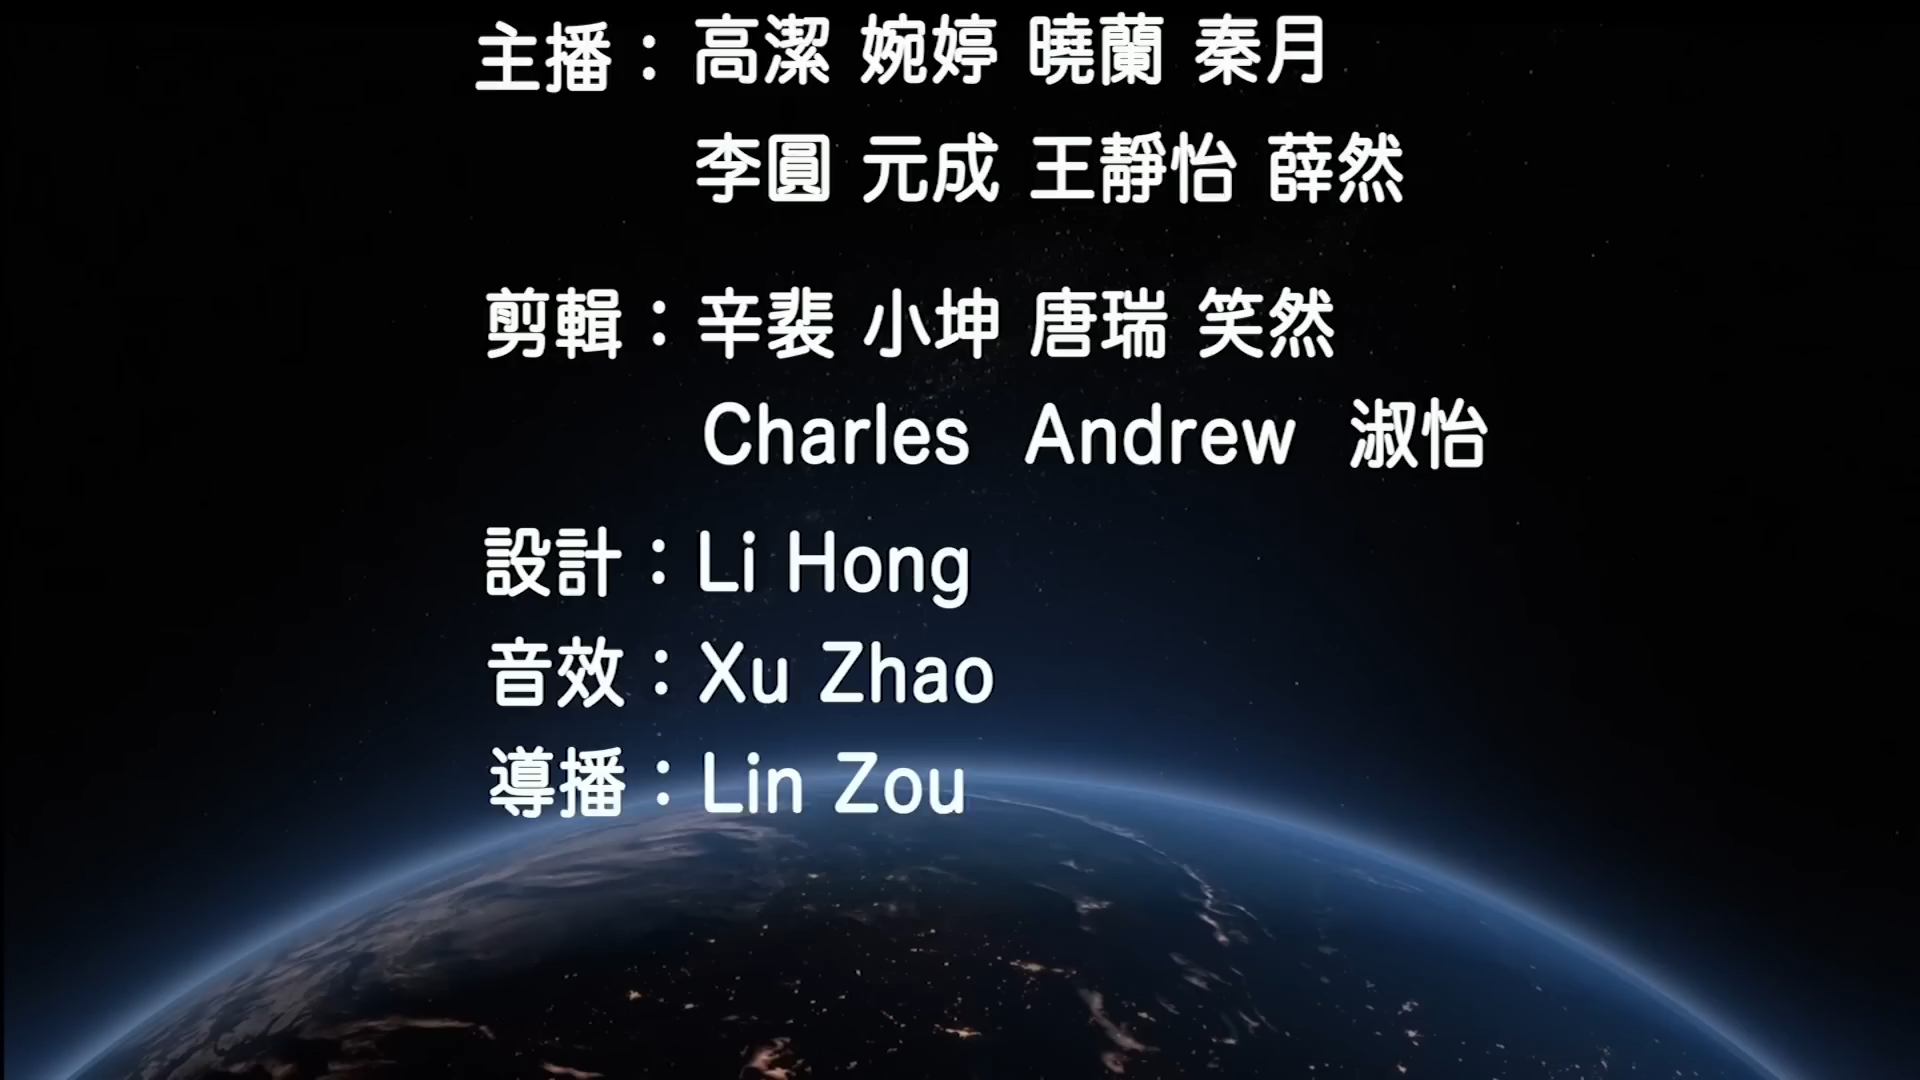 主播：高潔 婉婷 曉蘭 秦月
李圓 元成 王靜怡 薛然
剪輯：辛裴 小坤 唐瑞 笑然
Charles Andrew 淑怡
設計：Li Hong
音效：Xu Zhao
導播：Lin Zou